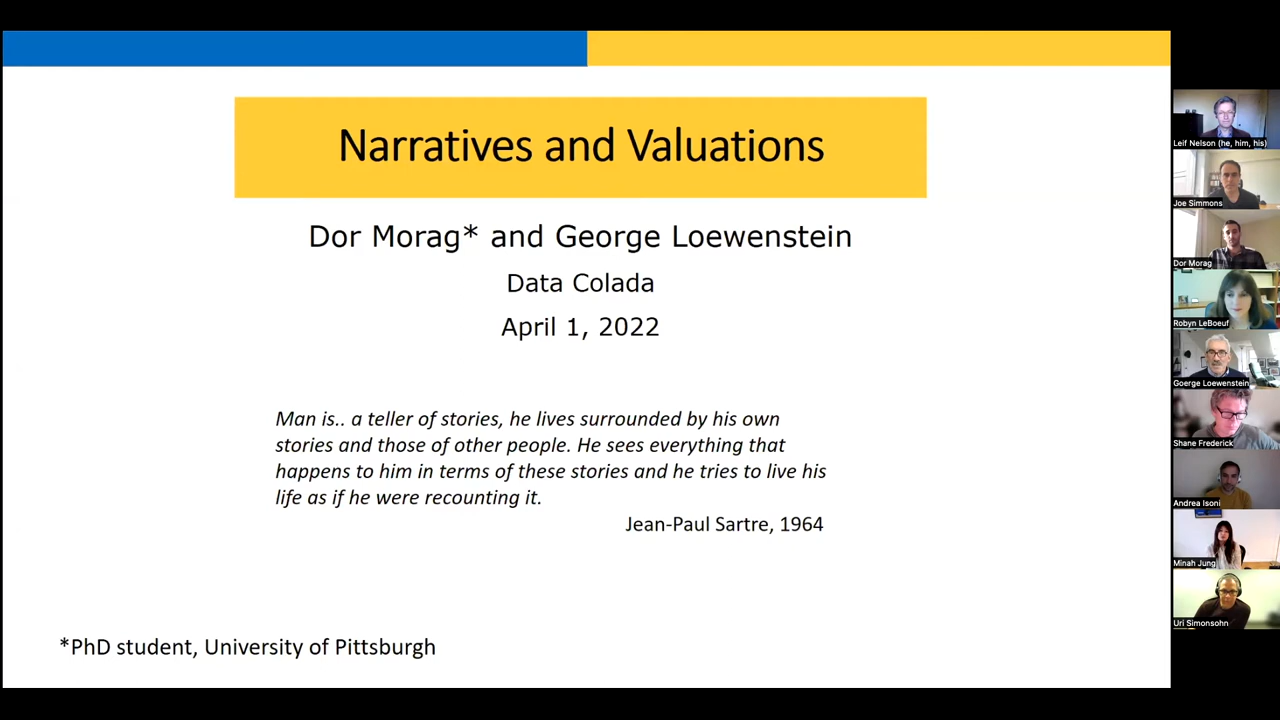 Narratives and Valuations
Dor Morag* and George Loewenstein
Data Colada
April 1, 2022
Man is.. a teller of stories, he lives surrounded by his own
stories and those of other people. He sees everything that
happens to him in terms of these stories and he tries to live his
life as if he were recounting it.
Jean-Paul Sartre, 1964
*PhD student, University of Pittsburgh
Leif Nelson (he, him, his)
Joe Simmons
Dor Morag
Robyn LeBoeuf
Goerge Loewenstein
Shane Frederick
Andrea Isoni
Minah Jung
Uri Simonsohn